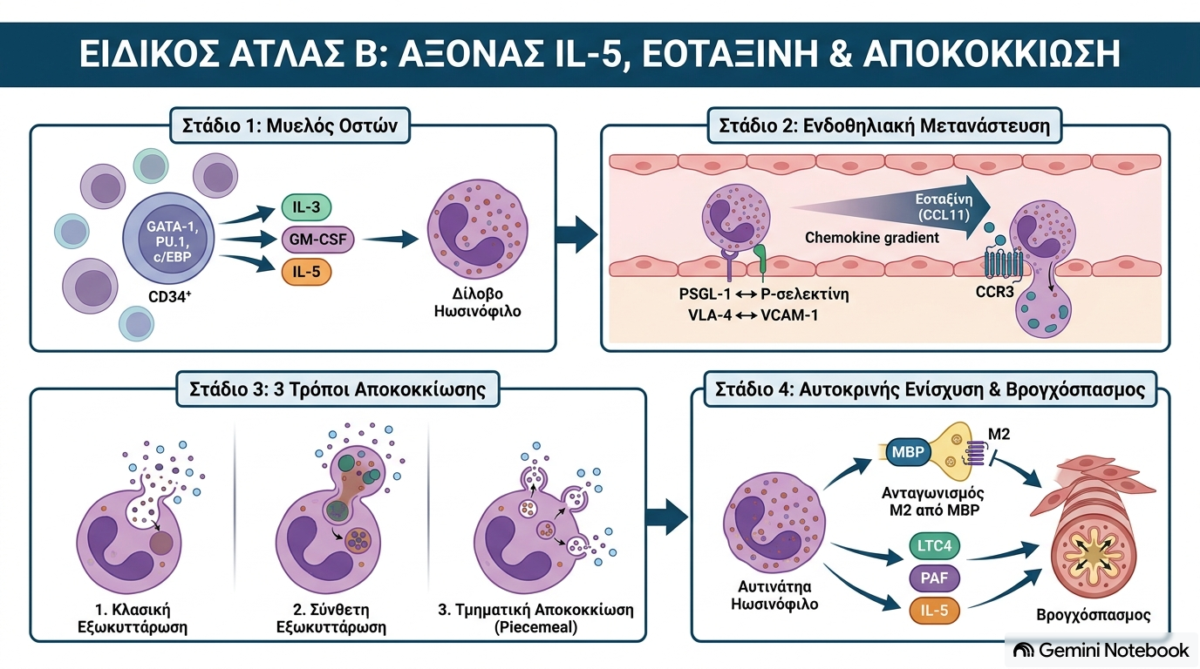 ΕΙΔΙΚΟΣ ΑΤΛΑΣ Β: ΑΞΟΝΑΣ IL-5, ΕΟΤΑΞΙΝΗ & ΑΠΟΚΟΚΚΙΩΣΗ
Στάδιο 1: Μυελός Οστών
GATA-1,
PU.1,
c/EBP
CD34⁺
IL-3
GM-CSF
IL-5
Δίλοβο
Ηωσινόφιλο
Στάδιο 2: Ενδοθηλιακή Μετανάστευση
Εοταξίνη
(CCL11)
Chemokine gradient
PSGL-1 ↔ P-σελεκτίνη
VLA-4 ↔ VCAM-1
CCR3
Στάδιο 3: 3 Τρόποι Αποκοκκίωσης
1. Κλασική
Εξωκυττάρωση
2. Σύνθετη
Εξωκυττάρωση
3. Τμηματική Αποκοκκίωση
(Piecemeal)
Στάδιο 4: Αυτοκρινής Ενίσχυση & Βρογχόσπασμος
MBP
M2
Ανταγωνισμός
M2 από MBP
LTC4
PAF
IL-5
Αυτινάτηα
Ηωσινόφιλο
Βρογχόσπασμος
Gemini Notebook